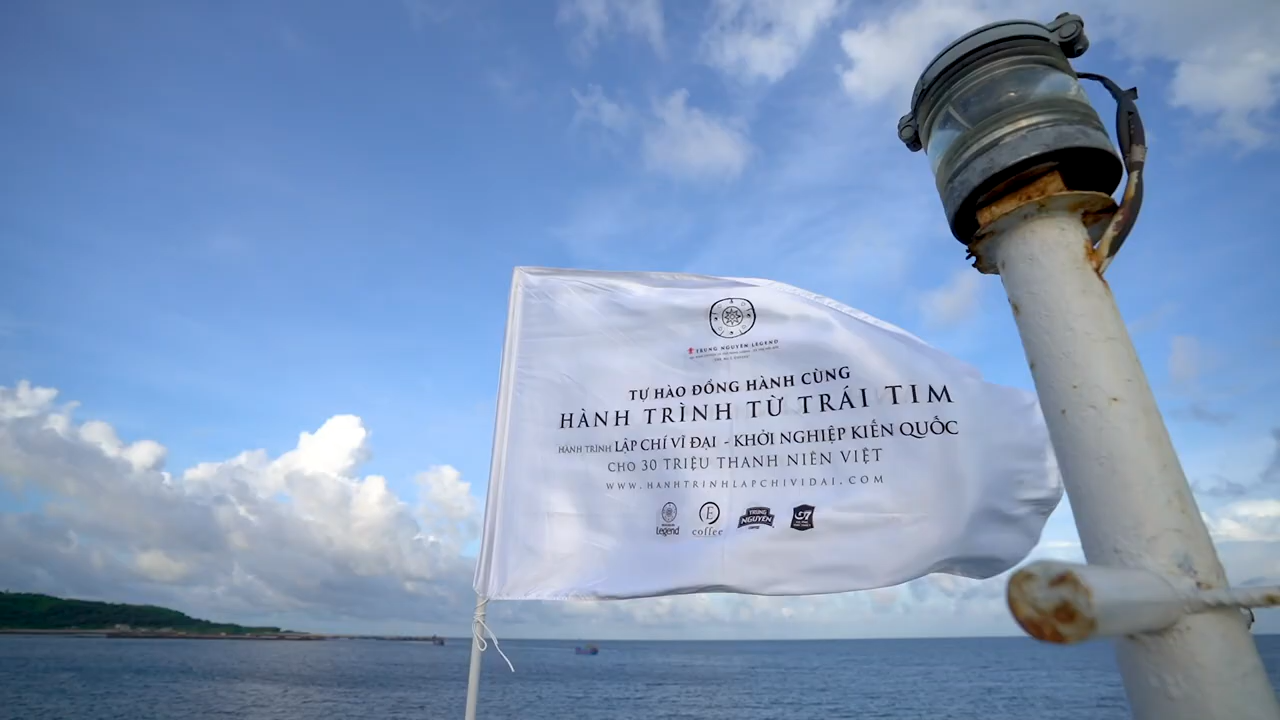 TRUNG NGUYÊN LEGEND
TỰ HÀO ĐỒNG HÀNH CÙNG
HÀNH TRÌNH TỪ TRÁI TIM
HÀNH TRÌNH LẬP CHÍ VĨ ĐẠI - KHỞI NGHIỆP KIẾN QUỐC
CHO 30 TRIỆU THANH NIÊN VIỆT
WWW.HANHTRINHLAPCHIVIDAI.COM
Legend
E coffee
TRUNG NGUYÊN
G7